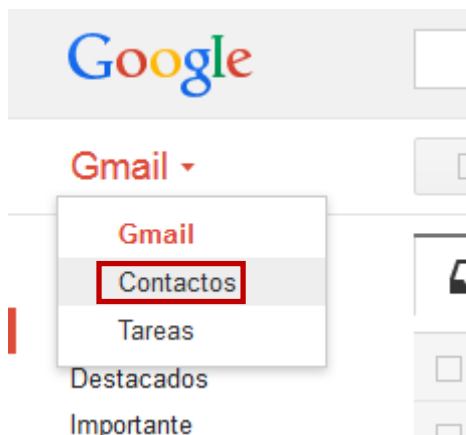 Google
Gmail
Gmail
Contactos
Tareas
Destacados
Importante